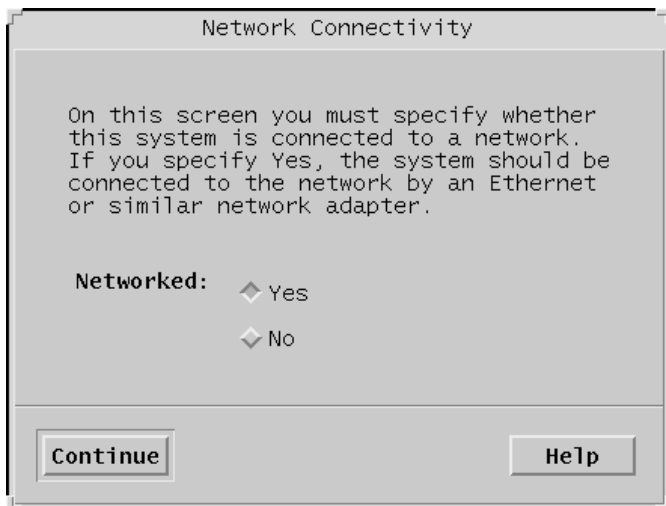 Network Connectivity
On this screen you must specify whether
this system is connected to a network.
If you specify Yes, the system should be
connected to the network by an Ethernet
or similar network adapter.
Networked:
Yes
No
Continue
Help